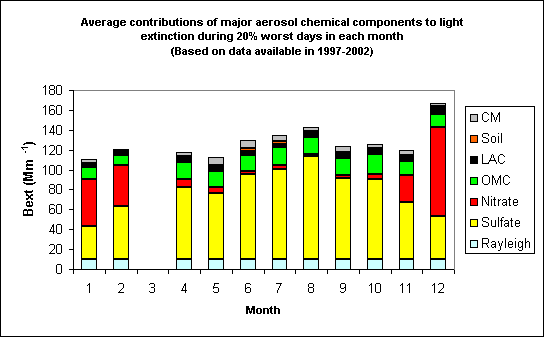 Average contributions of major aerosol chemical components to light
extinction during 20% worst days in each month
(Based on data available in 1997-2002)
180
160
140
120
100
80
60
40
20
0
Bext (Mm⁻¹)
1 2 3 4 5 6 7 8 9 10 11 12
Month
CM
Soil
LAC
OMC
Nitrate
Sulfate
Rayleigh